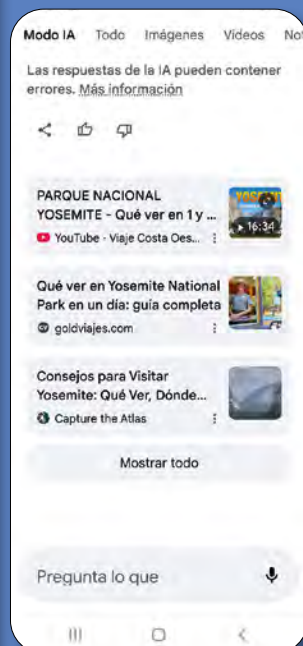 Modo IA Todo Imágenes Videos Not
Las respuestas de la IA pueden contener
errores. Más información
PARQUE NACIONAL
YOSEMITE - Qué ver en 1 y ...
YouTube - Viaje Costa Oes...
YOSEMITE
16:34
Qué ver en Yosemite National
Park en un día: guía completa
goldviajes.com
Consejos para Visitar
Yosemite: Qué Ver, Dónde...
Capture the Atlas
Mostrar todo
Pregunta lo que